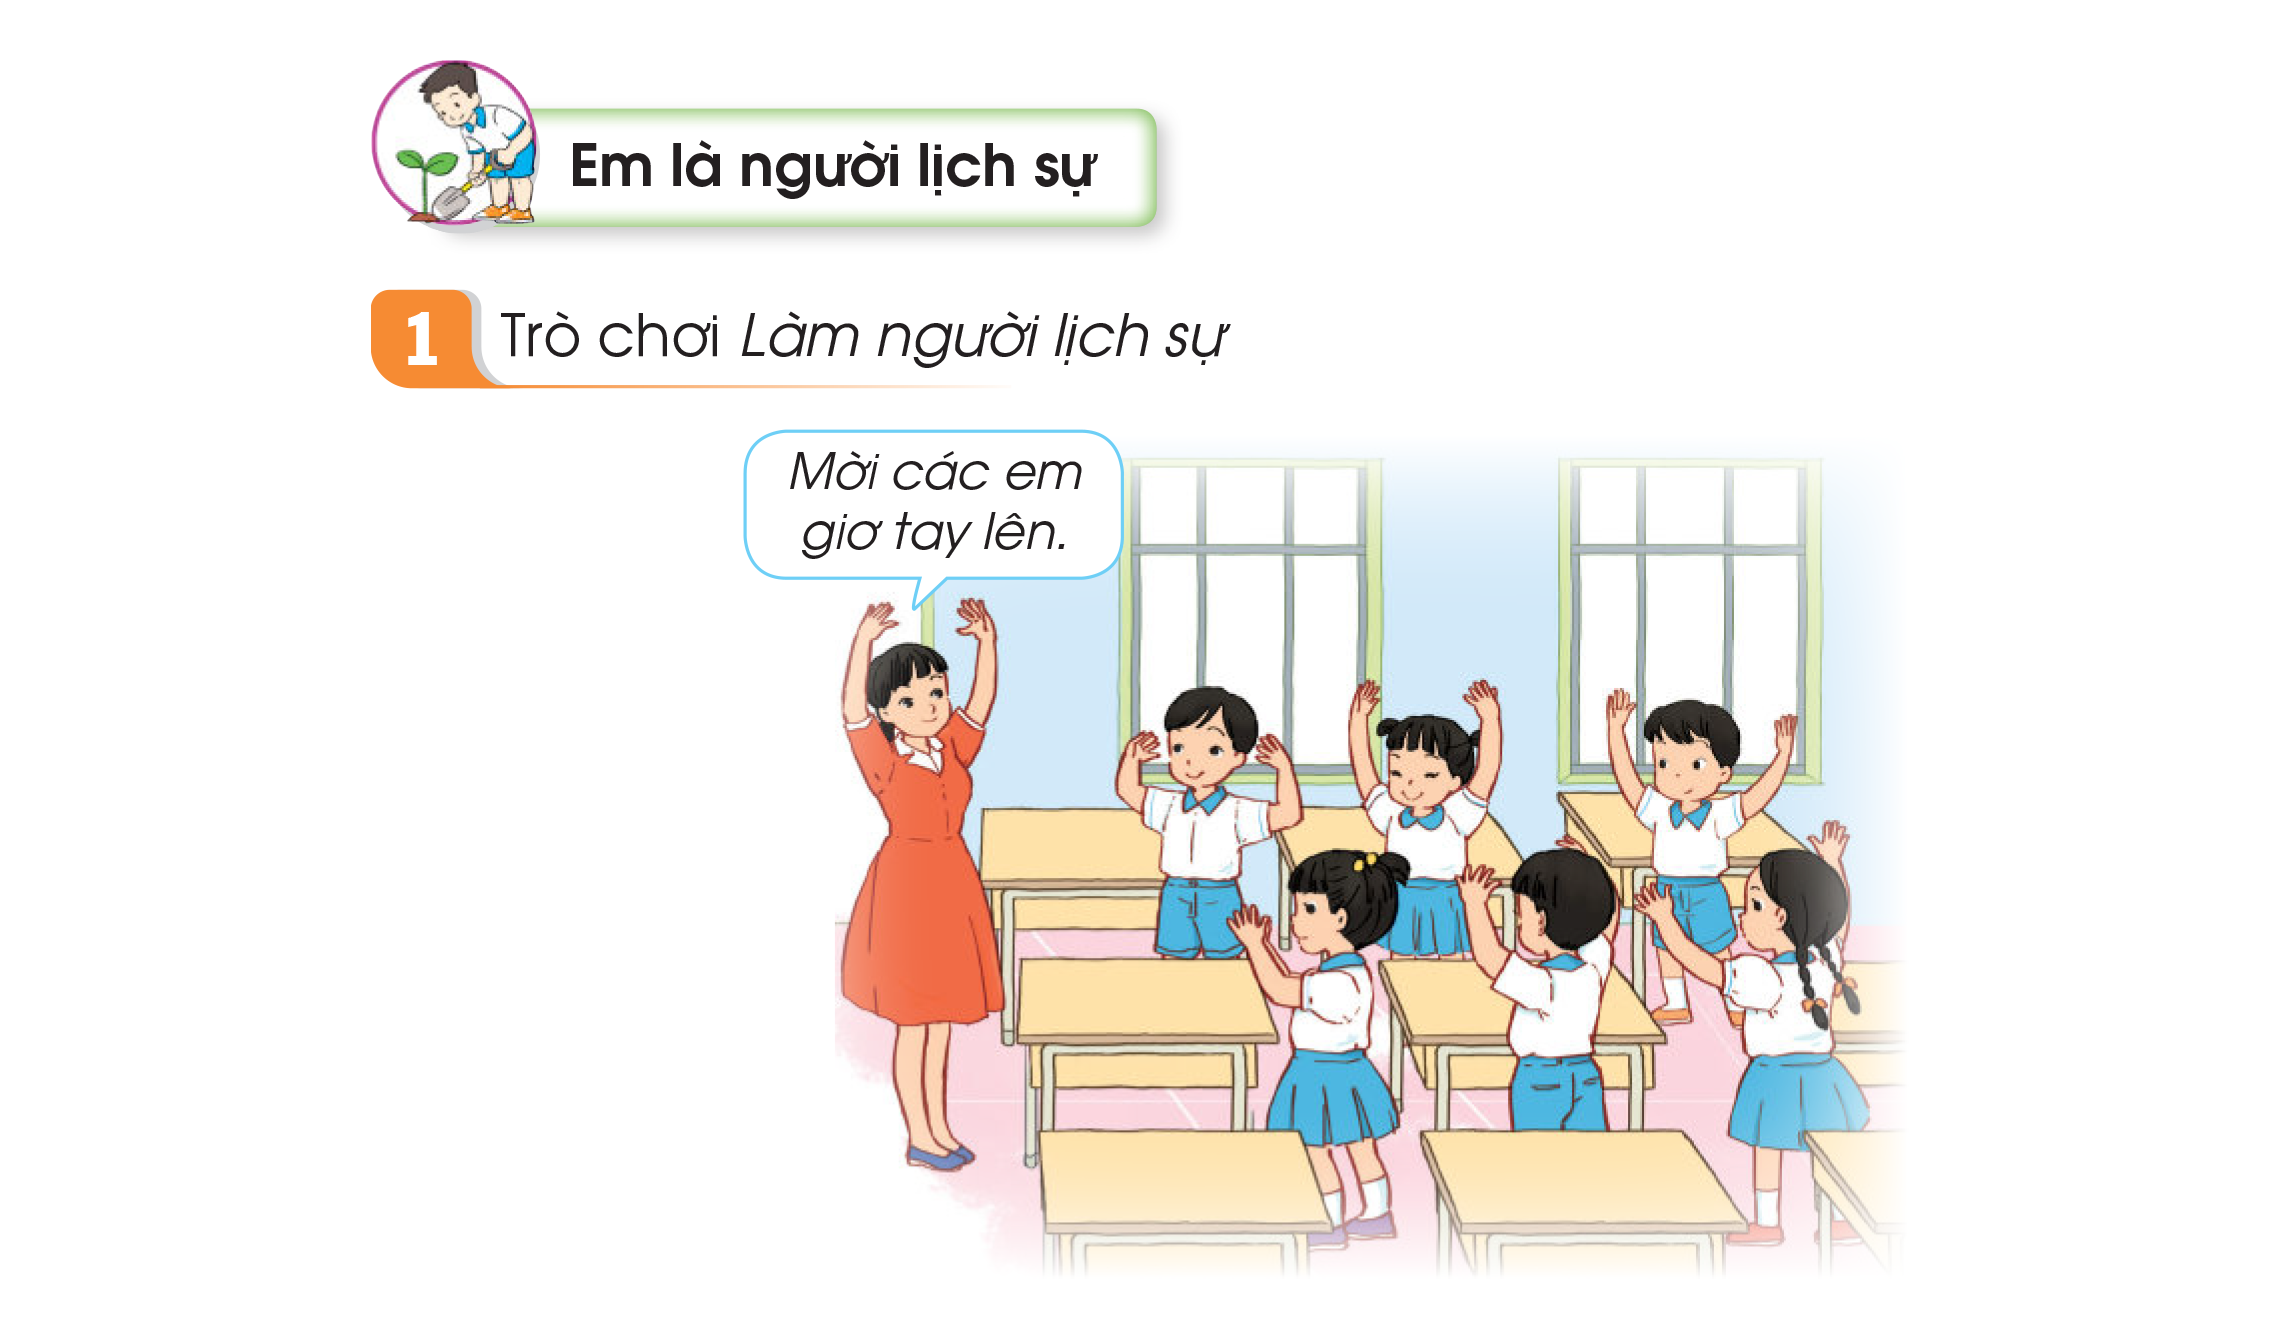 Em là người lịch sự
1
Trò chơi Làm người lịch sự
Mời các em
giơ tay lên.